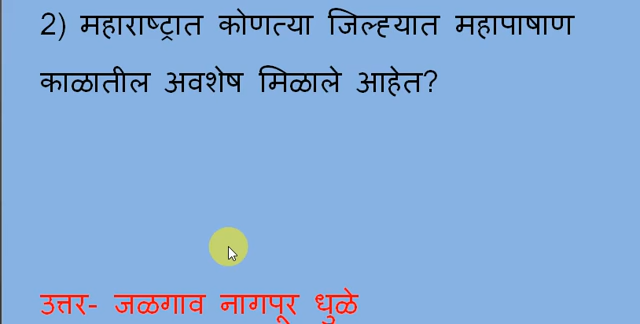 2) महाराष्ट्रात कोणत्या जिल्ह्यात महापाषाण
काळातील अवशेष मिळाले आहेत?
उत्तर- जळगाव नागपूर धुळे